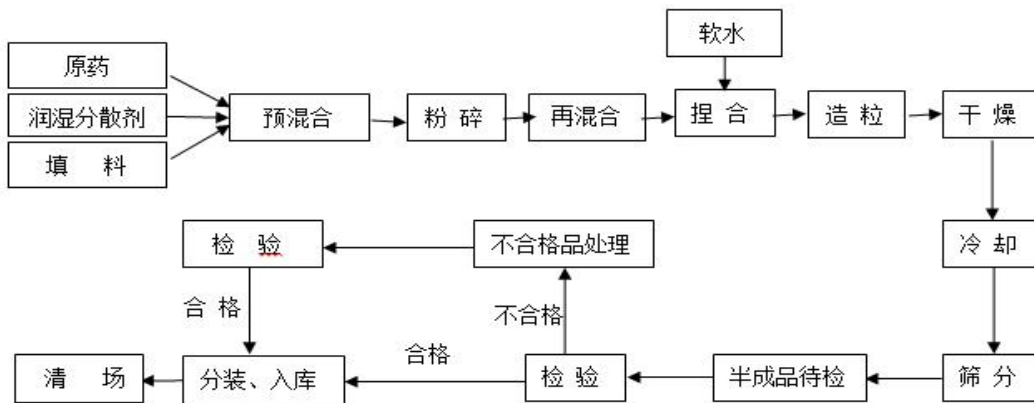 软水
原药
润湿分散剂
填 料
预混合
粉 碎
再混合
捏 合
造 粒
干 燥
检 验
不合格品处理
冷 却
合 格
不合格
清 场
分装、入库
合格
检 验
半成品待检
筛 分